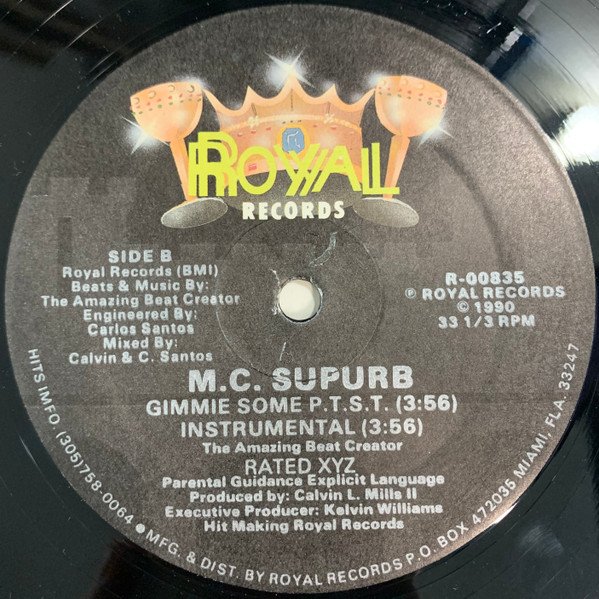 ROYAL
RECORDS
SIDE B
Royal Records (BMI)
Beats & Music By:
The Amazing Beat Creator
Engineered By:
Carlos Santos
Mixed By:
Calvin & C. Santos
R-00835
℗ ROYAL RECORDS
© 1990
33 1/3 RPM
M.C. SUPURB
GIMMIE SOME P.T.S.T. (3:56)
INSTRUMENTAL (3:56)
The Amazing Beat Creator
RATED XYZ
Parental Guidance Explicit Language
Produced by: Calvin L. Mills II
Executive Producer: Kelvin Williams
Hit Making Royal Records
HITS IMFO. (305)758-0064 ● MFG. & DIST. BY ROYAL RECORDS P.O. BOX 472035 MIAMI, FLA. 33247